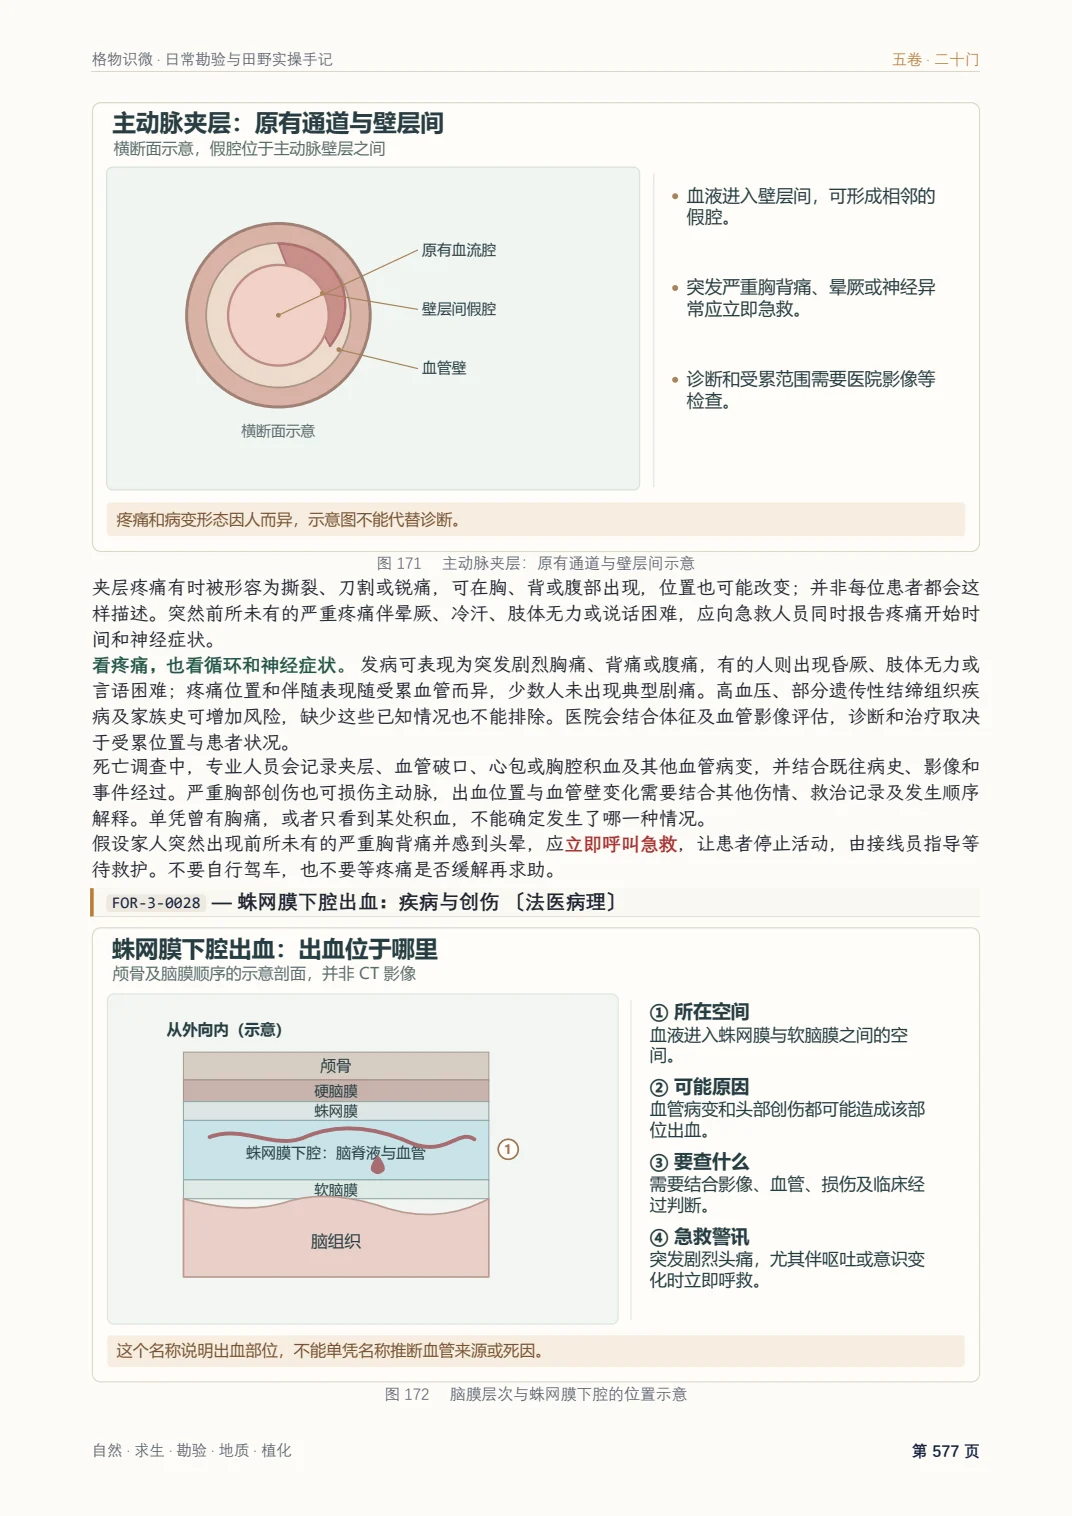 格物识微 · 日常勘验与田野实操手记
五卷 · 二十门
主动脉夹层：原有通道与壁层间
横断面示意，假腔位于主动脉壁层之间
原有血流腔
壁层间假腔
血管壁
横断面示意
• 血液进入壁层间，可形成相邻的
假腔。
• 突发严重胸背痛、晕厥或神经异
常应立即急救。
• 诊断和受累范围需要医院影像等
检查。
疼痛和病变形态因人而异，示意图不能代替诊断。
图 171 主动脉夹层：原有通道与壁层间示意
夹层疼痛有时被形容为撕裂、刀割或锐痛，可在胸、背或腹部出现，位置也可能改变；并非每位患者都会这
样描述。突然前所未有的严重疼痛伴晕厥、冷汗、肢体无力或说话困难，应向急救人员同时报告疼痛开始时
间和神经症状。
看疼痛，也看循环和神经症状。 发病可表现为突发剧烈胸痛、背痛或腹痛，有的人则出现昏厥、肢体无力或
言语困难；疼痛位置和伴随表现随受累血管而异，少数人未出现典型剧痛。高血压、部分遗传性结缔组织疾
病及家族史可增加风险，缺少这些已知情况也不能排除。医院会结合体征及血管影像评估，诊断和治疗取决
于受累位置与患者状况。
死亡调查中，专业人员会记录夹层、血管破口、心包或胸腔积血及其他血管病变，并结合既往病史、影像和
事件经过。严重胸部创伤也可损伤主动脉，出血位置与血管壁变化需要结合其他伤情、救治记录及发生顺序
解释。单凭曾有胸痛，或者只看到某处积血，不能确定发生了哪一种情况。
假设家人突然出现前所未有的严重胸背痛并感到头晕，应立即呼叫急救，让患者停止活动，由接线员指导等
待救护。不要自行驾车，也不要等疼痛是否缓解再求助。
FOR-3-0028 — 蛛网膜下腔出血：疾病与创伤 〔法医病理〕
蛛网膜下腔出血：出血位于哪里
颅骨及脑膜顺序的示意剖面，并非 CT 影像
从外向内（示意）
颅骨
硬脑膜
蛛网膜
蛛网膜下腔：脑脊液与血管
①
软脑膜
脑组织
① 所在空间
血液进入蛛网膜与软脑膜之间的空
间。
② 可能原因
血管病变和头部创伤都可能造成该部
位出血。
③ 要查什么
需要结合影像、血管、损伤及临床经
过判断。
④ 急救警讯
突发剧烈头痛，尤其伴呕吐或意识变
化时立即呼救。
这个名称说明出血部位，不能单凭名称推断血管来源或死因。
图 172 脑膜层次与蛛网膜下腔的位置示意
自然 · 求生 · 勘验 · 地质 · 植化
第 577 页